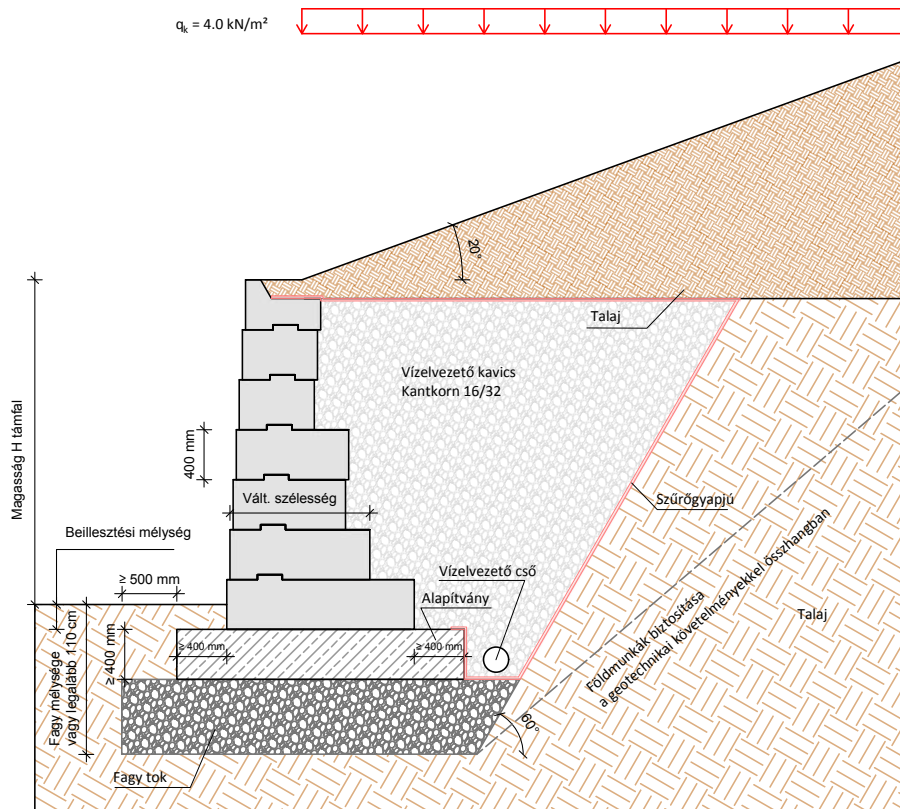 qk = 4.0 kN/m²
20°
Talaj
Vízelvezető kavics
Kantkorn 16/32
Magasság H támfal
400 mm
Vált. szélesség
Szűrőgyapjú
Beillesztési mélység
≥ 500 mm
Vízelvezető cső
Alapítvány
Földmunkák biztosítása
a geotechnikai követelményekkel összhangban
Talaj
≥ 400 mm
≥ 400 mm
≥ 400 mm
Fagy mélysége
vagy legalább 110 cm
60°
Fagy tok